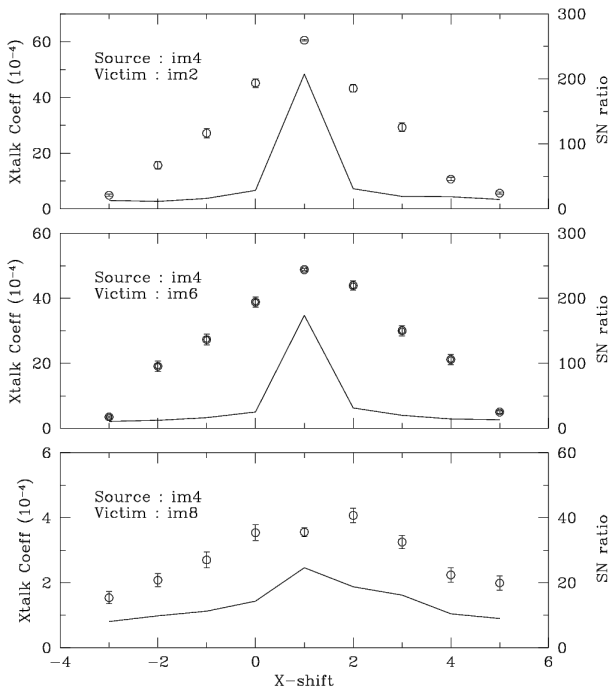 Source : im4
Victim : im2
Xtalk Coeff (10⁻⁴)
0
20
40
60
SN ratio
0
100
200
300
Source : im4
Victim : im6
Xtalk Coeff (10⁻⁴)
0
20
40
60
SN ratio
0
100
200
300
Source : im4
Victim : im8
Xtalk Coeff (10⁻⁴)
0
2
4
6
SN ratio
0
20
40
60
−4 −2 0 2 4 6
X−shift